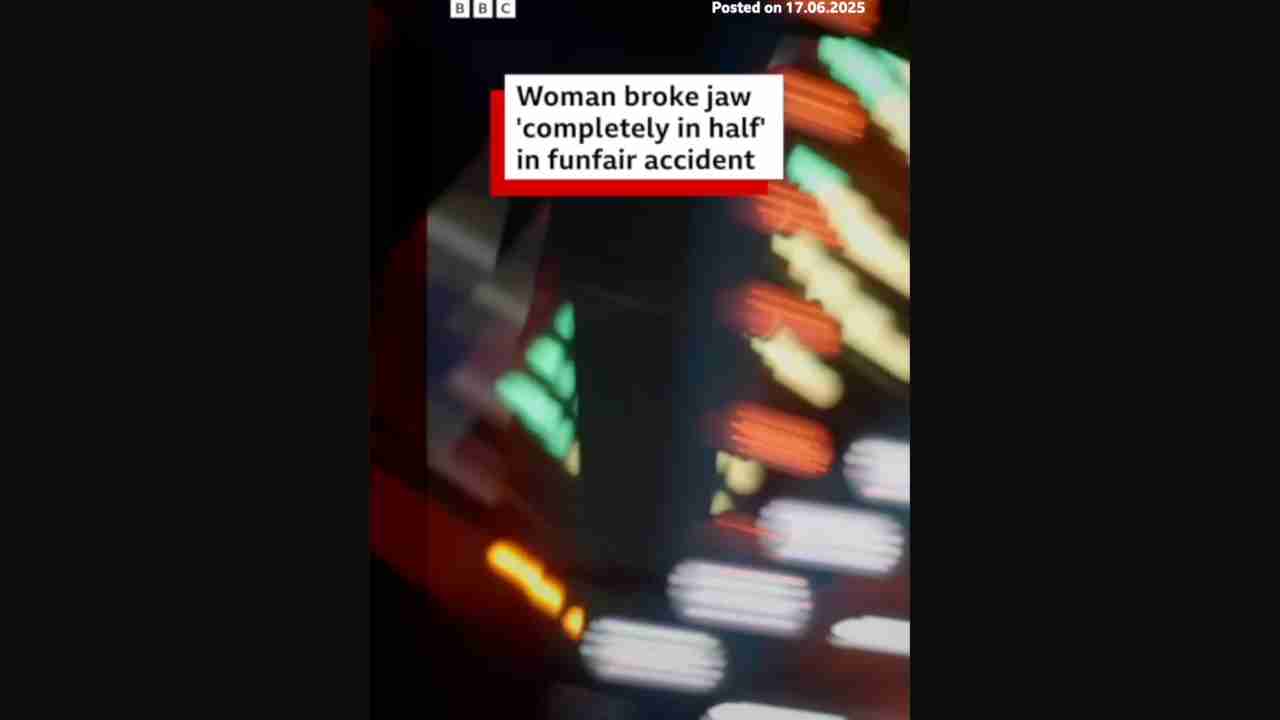 BBC
Posted on 17.06.2025
Woman broke jaw
'completely in half'
in funfair accident